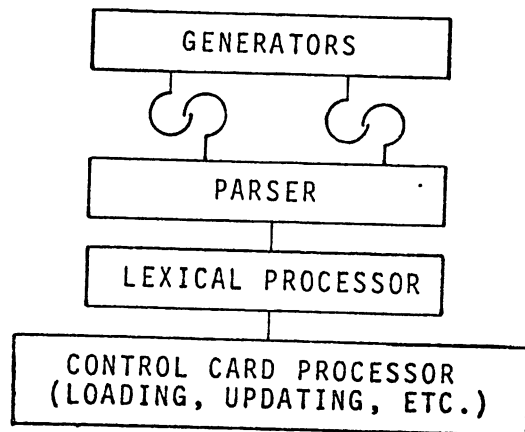 GENERATORS
PARSER
LEXICAL PROCESSOR
CONTROL CARD PROCESSOR
(LOADING, UPDATING, ETC.)